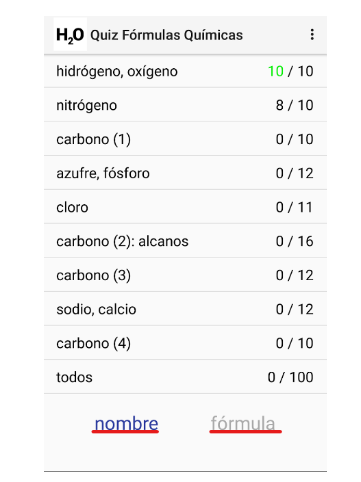 H₂O Quiz Fórmulas Químicas
hidrógeno, oxígeno 10 / 10
nitrógeno 8 / 10
carbono (1) 0 / 10
azufre, fósforo 0 / 12
cloro 0 / 11
carbono (2): alcanos 0 / 16
carbono (3) 0 / 12
sodio, calcio 0 / 12
carbono (4) 0 / 10
todos 0 / 100
nombre fórmula